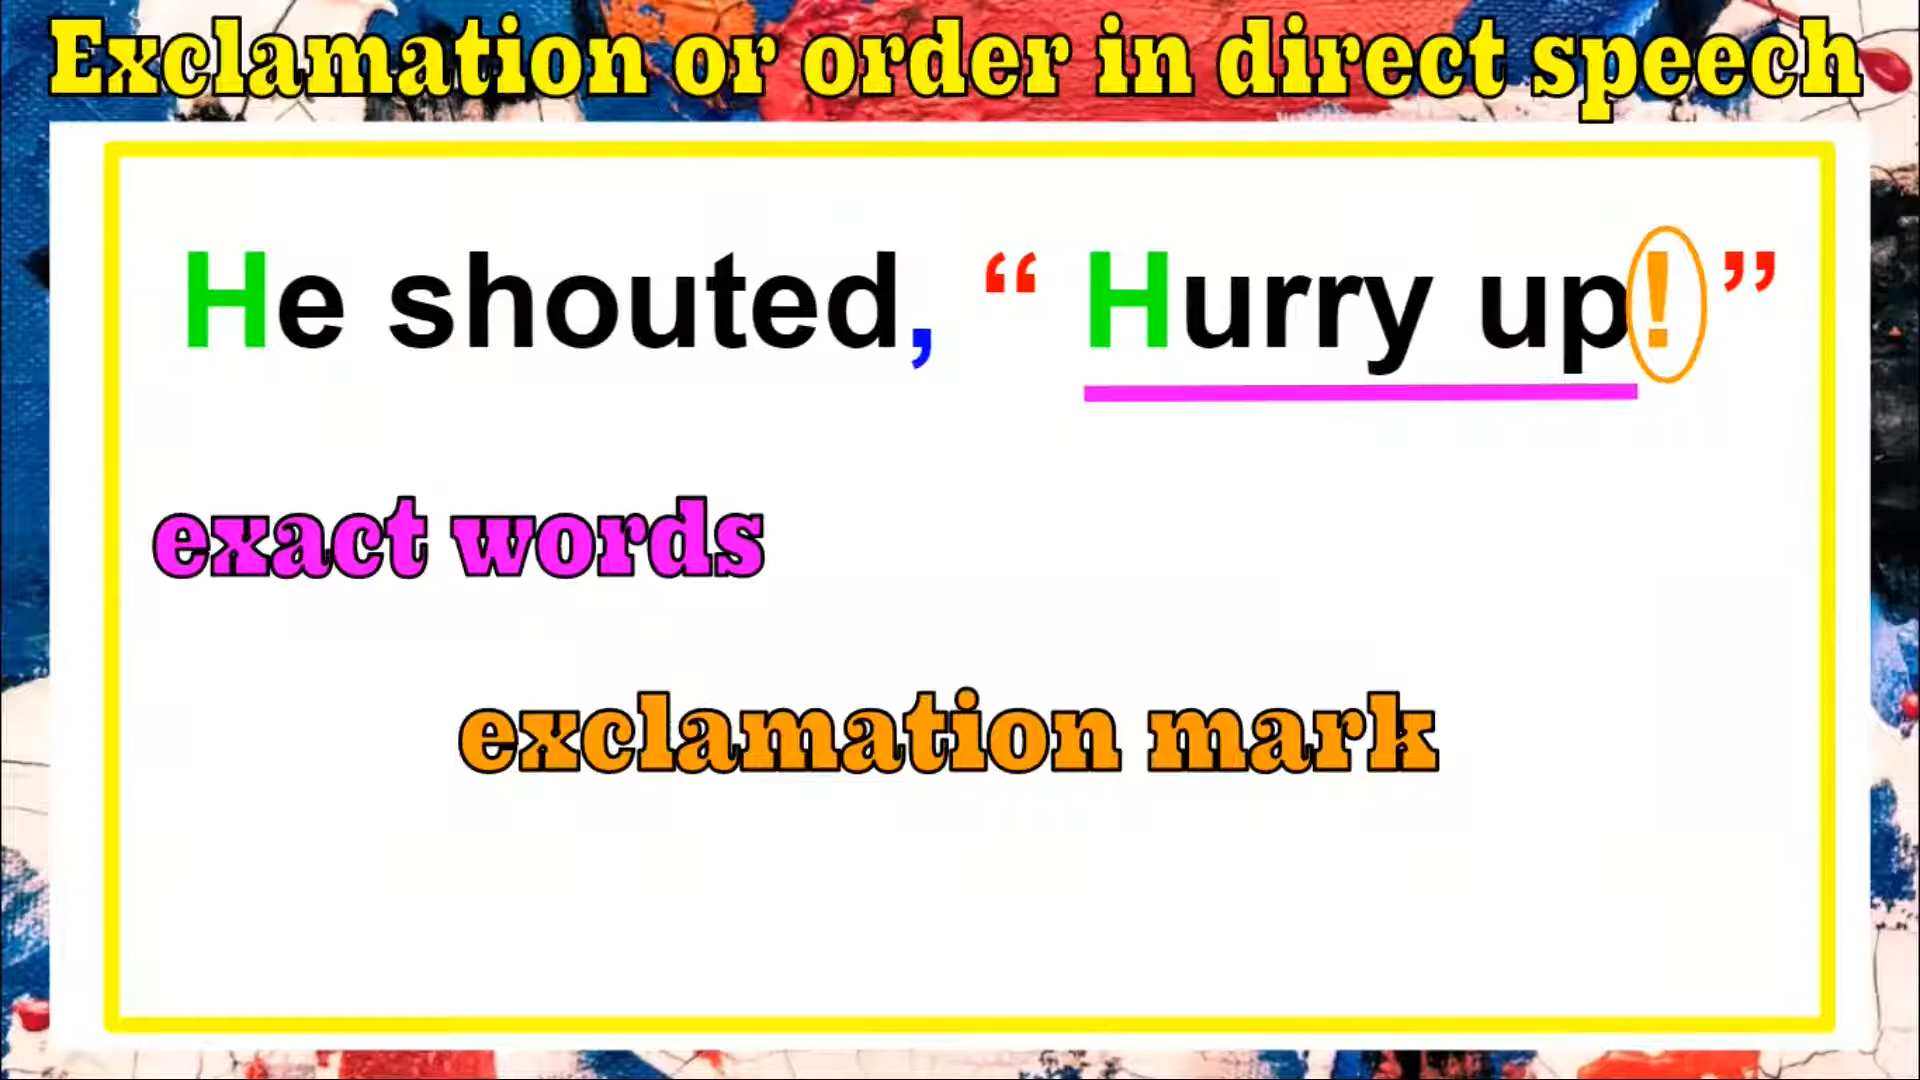 Exclamation or order in direct speech
He shouted, “ Hurry up! ”
exact words
exclamation mark